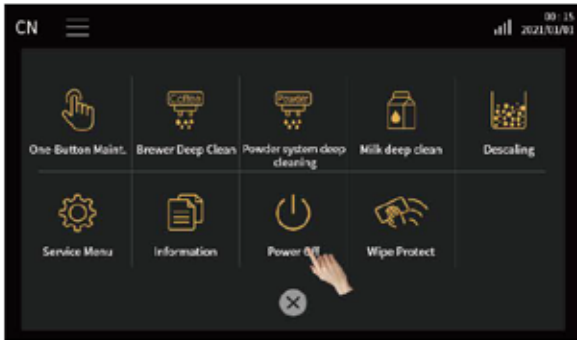 CN
00:15
2021/01/01
Coffee
Powder
One-Button Maint.
Brewer Deep Clean
Powder system deep
cleaning
Milk deep clean
Descaling
Service Menu
Information
Power Off
Wipe Protect